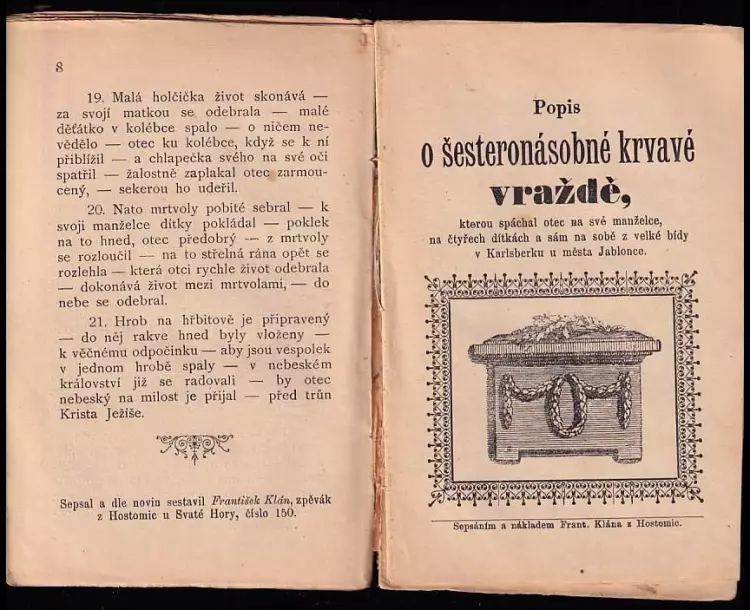 8
19. Malá holčička život skonává —
za svojí matkou se odebrala — malé
děťátko v kolébce spalo — o ničem ne-
vědělo — otec ku kolébce, když se k ní
přiblížil — a chlapečka svého na své oči
spatřil — žalostně zaplakal otec zarmou-
cený, — sekerou ho udeřil.
20. Nato mrtvoly pobité sebral — k
svoji manželce dítky pokládal — poklek
na to hned, otec předobrý — z mrtvoly
se rozloučil — na to střelná rána opět se
rozlehla — která otci rychle život odebrala
— dokonává život mezi mrtvolami, — do
nebe se odebral.
21. Hrob na hřbitově je připravený
— do něj rakve hned byly vloženy —
k věčnému odpočinku — aby jsou vespolek
v jednom hrobě spaly — v nebeském
království již se radovali — by otec
nebeský na milost je přijal — před trůn
Krista Ježíše.
Sepsal a dle novin sestavil František Klán, zpěvák
z Hostomic u Svaté Hory, číslo 150.
Popis
o šesteronásobné krvavé
vraždě,
kterou spáchal otec na své manželce,
na čtyřech dítkách a sám na sobě z velké bídy
v Karlsberku u města Jablonce.
Sepsáním a nákladem Frant. Klána z Hostomic.